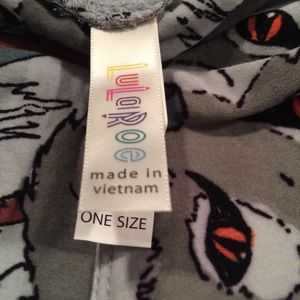 LuLaRoe
made in
vietnam
ONE SIZE